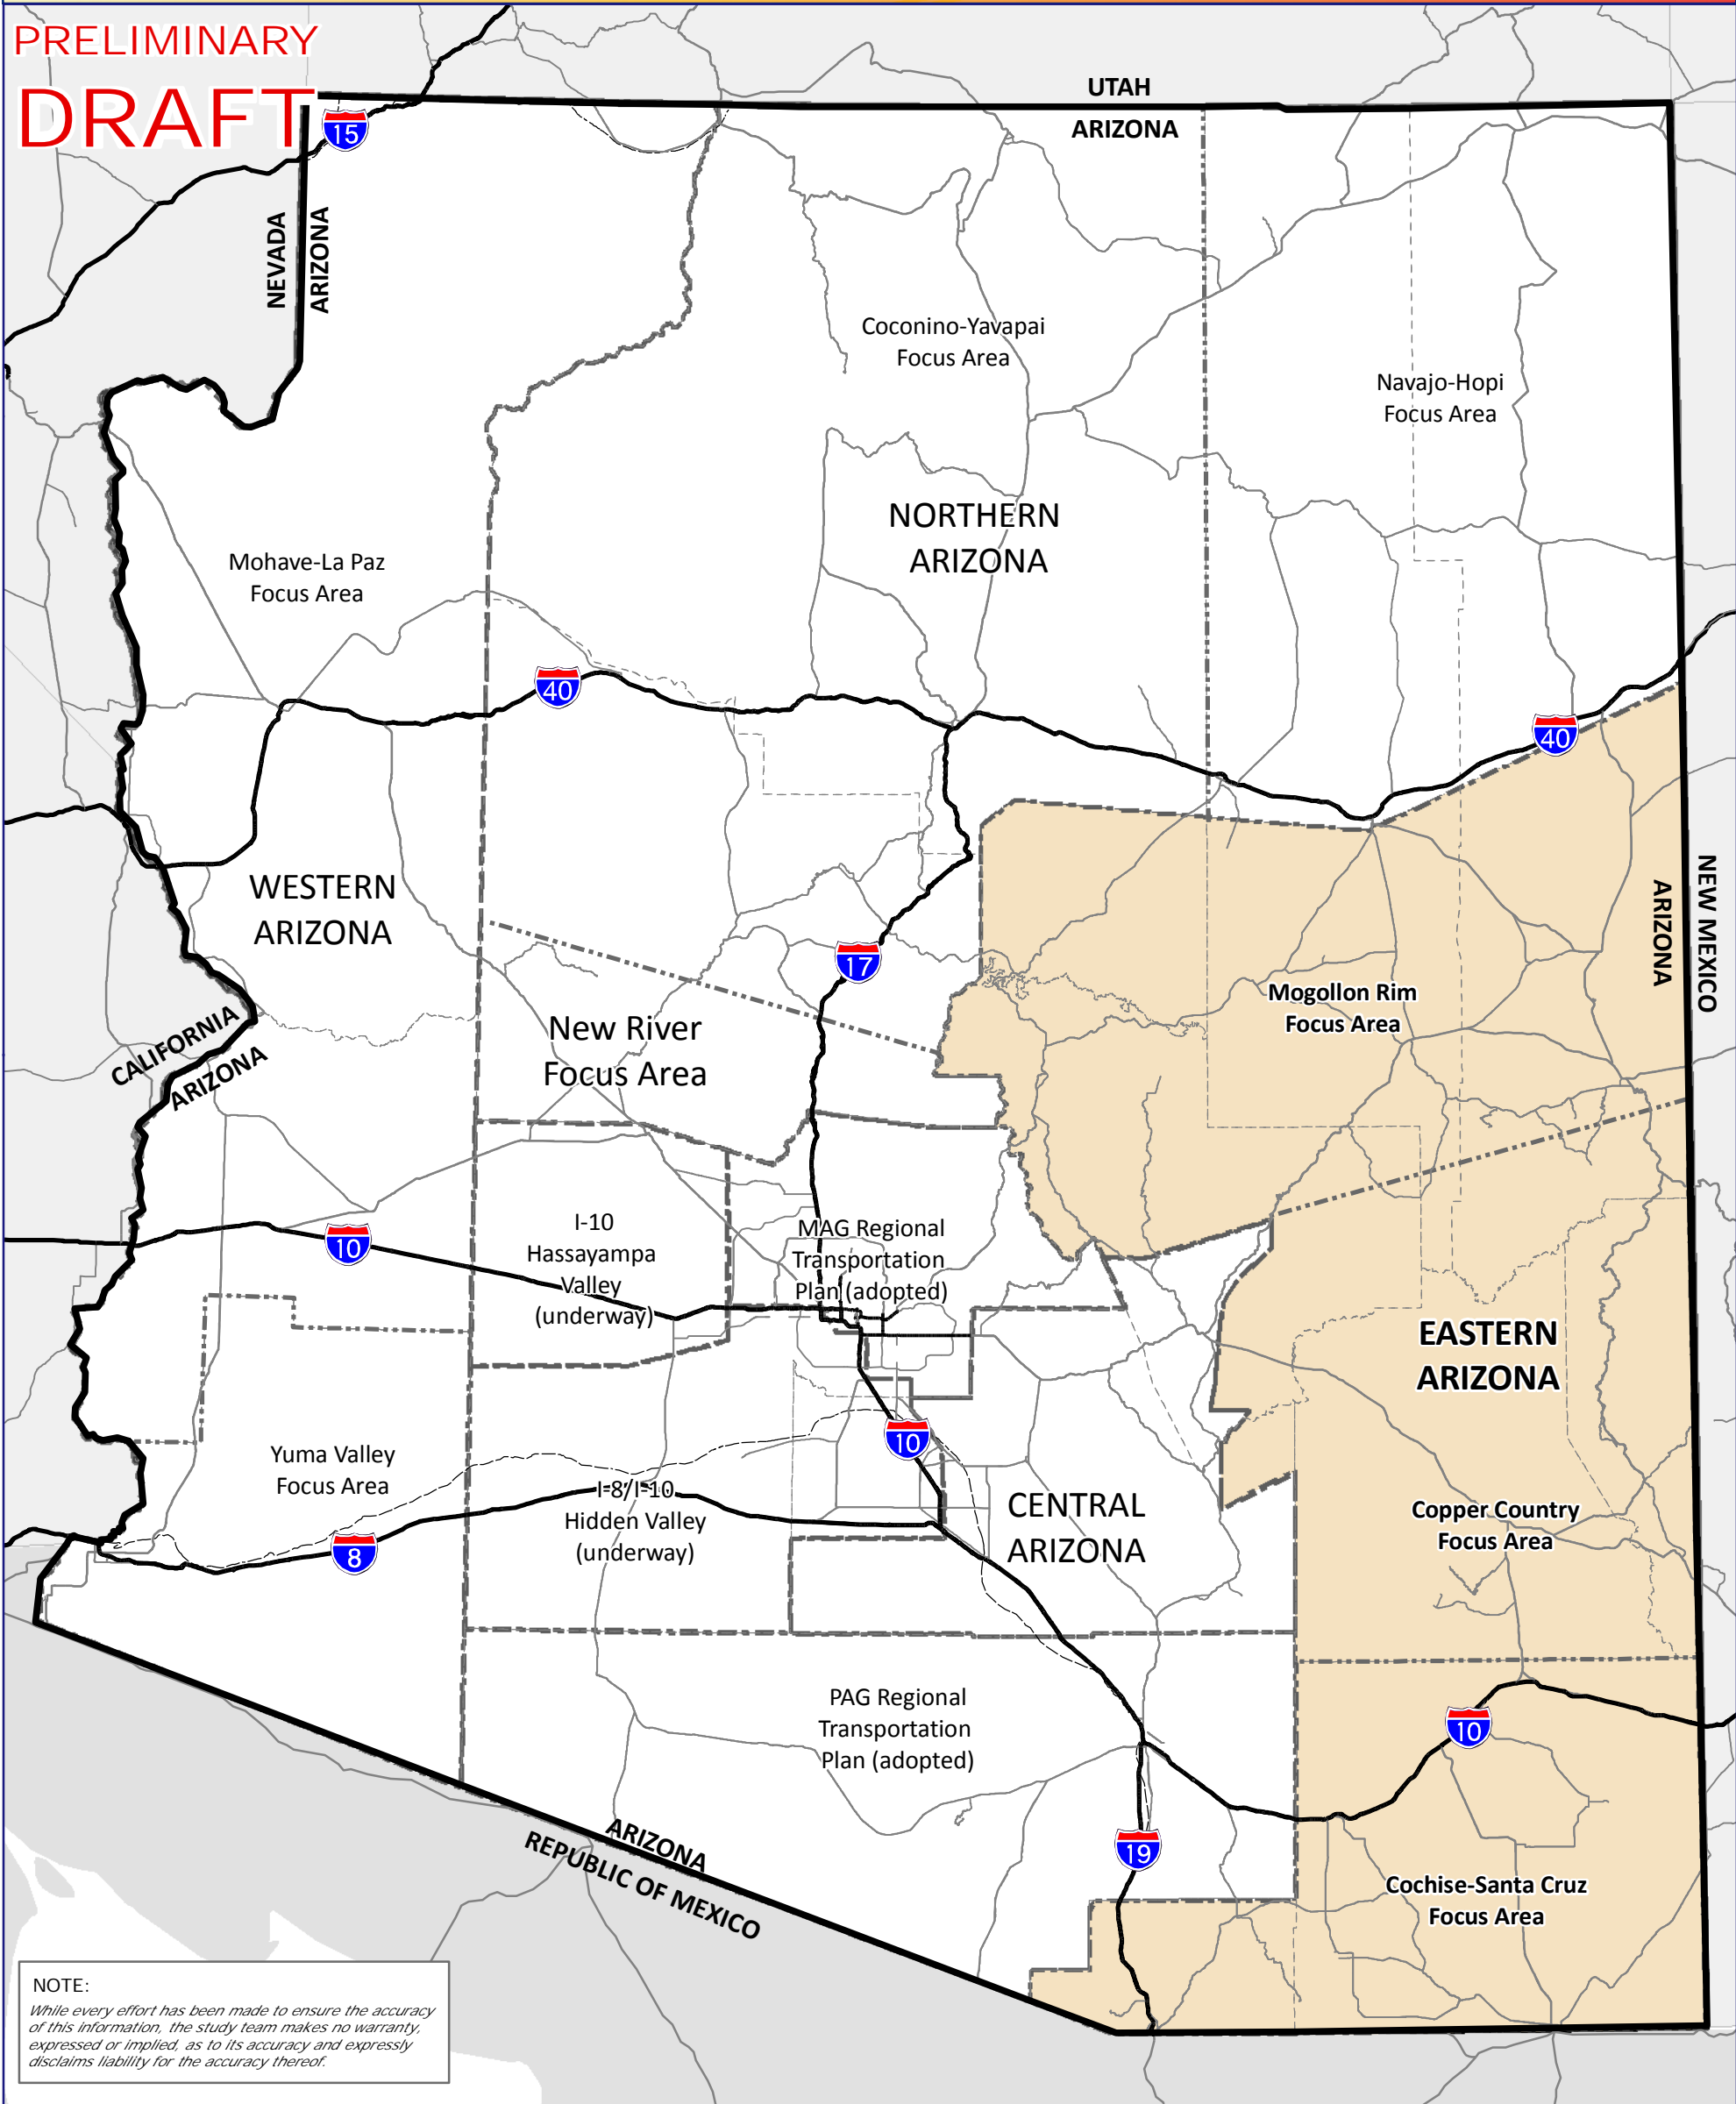 PRELIMINARY
DRAFT
UTAH
ARIZONA
15
NEVADA
ARIZONA
Coconino-Yavapai
Focus Area
Navajo-Hopi
Focus Area
NORTHERN
ARIZONA
Mohave-La Paz
Focus Area
40
40
WESTERN
ARIZONA
NEW MEXICO
ARIZONA
17
Mogollon Rim
Focus Area
New River
Focus Area
CALIFORNIA
ARIZONA
I-10
Hassayampa
Valley
(underway)
MAG Regional
Transportation
Plan (adopted)
10
EASTERN
ARIZONA
10
Yuma Valley
Focus Area
I-8/I-10
Hidden Valley
(underway)
CENTRAL
ARIZONA
Copper Country
Focus Area
8
PAG Regional
Transportation
Plan (adopted)
10
19
ARIZONA
REPUBLIC OF MEXICO
Cochise-Santa Cruz
Focus Area
NOTE:
While every effort has been made to ensure the accuracy
of this information, the study team makes no warranty,
expressed or implied, as to its accuracy and expressly
disclaims liability for the accuracy thereof.